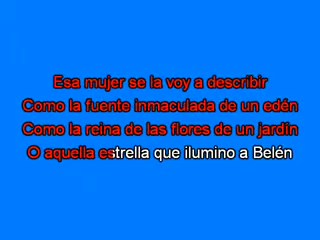 Esa mujer se la voy a describir
Como la fuente inmaculada de un edén
Como la reina de las flores de un jardín
O aquella estrella que ilumino a Belén